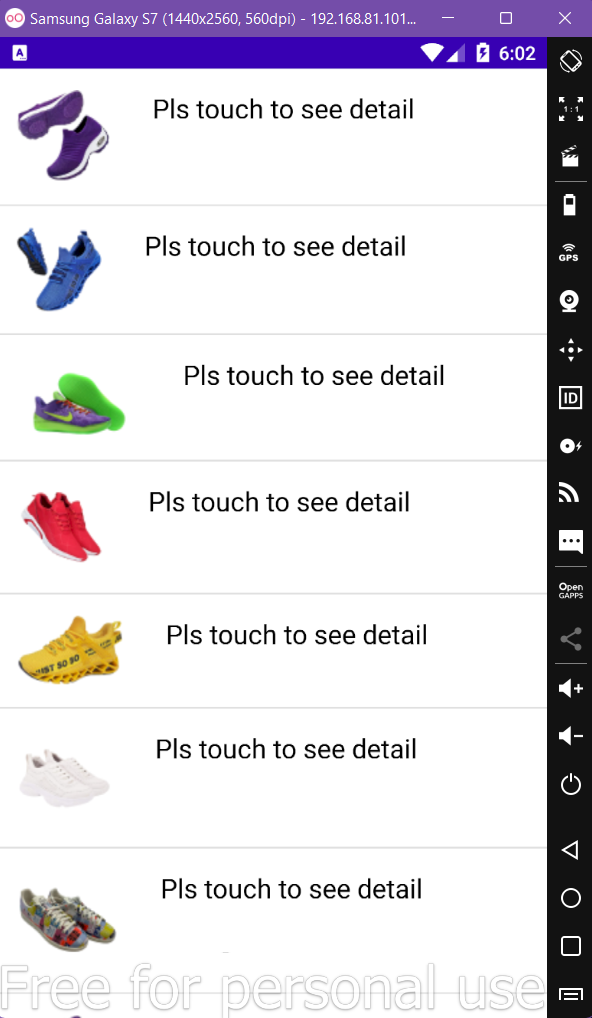 Samsung Galaxy S7 (1440x2560, 560dpi) - 192.168.81.101...
A
6:02
Pls touch to see detail
Pls touch to see detail
Pls touch to see detail
Pls touch to see detail
JUST SO SO
Pls touch to see detail
Pls touch to see detail
Pls touch to see detail
Free for personal use
1:1
GPS
ID
Open
GAPPS